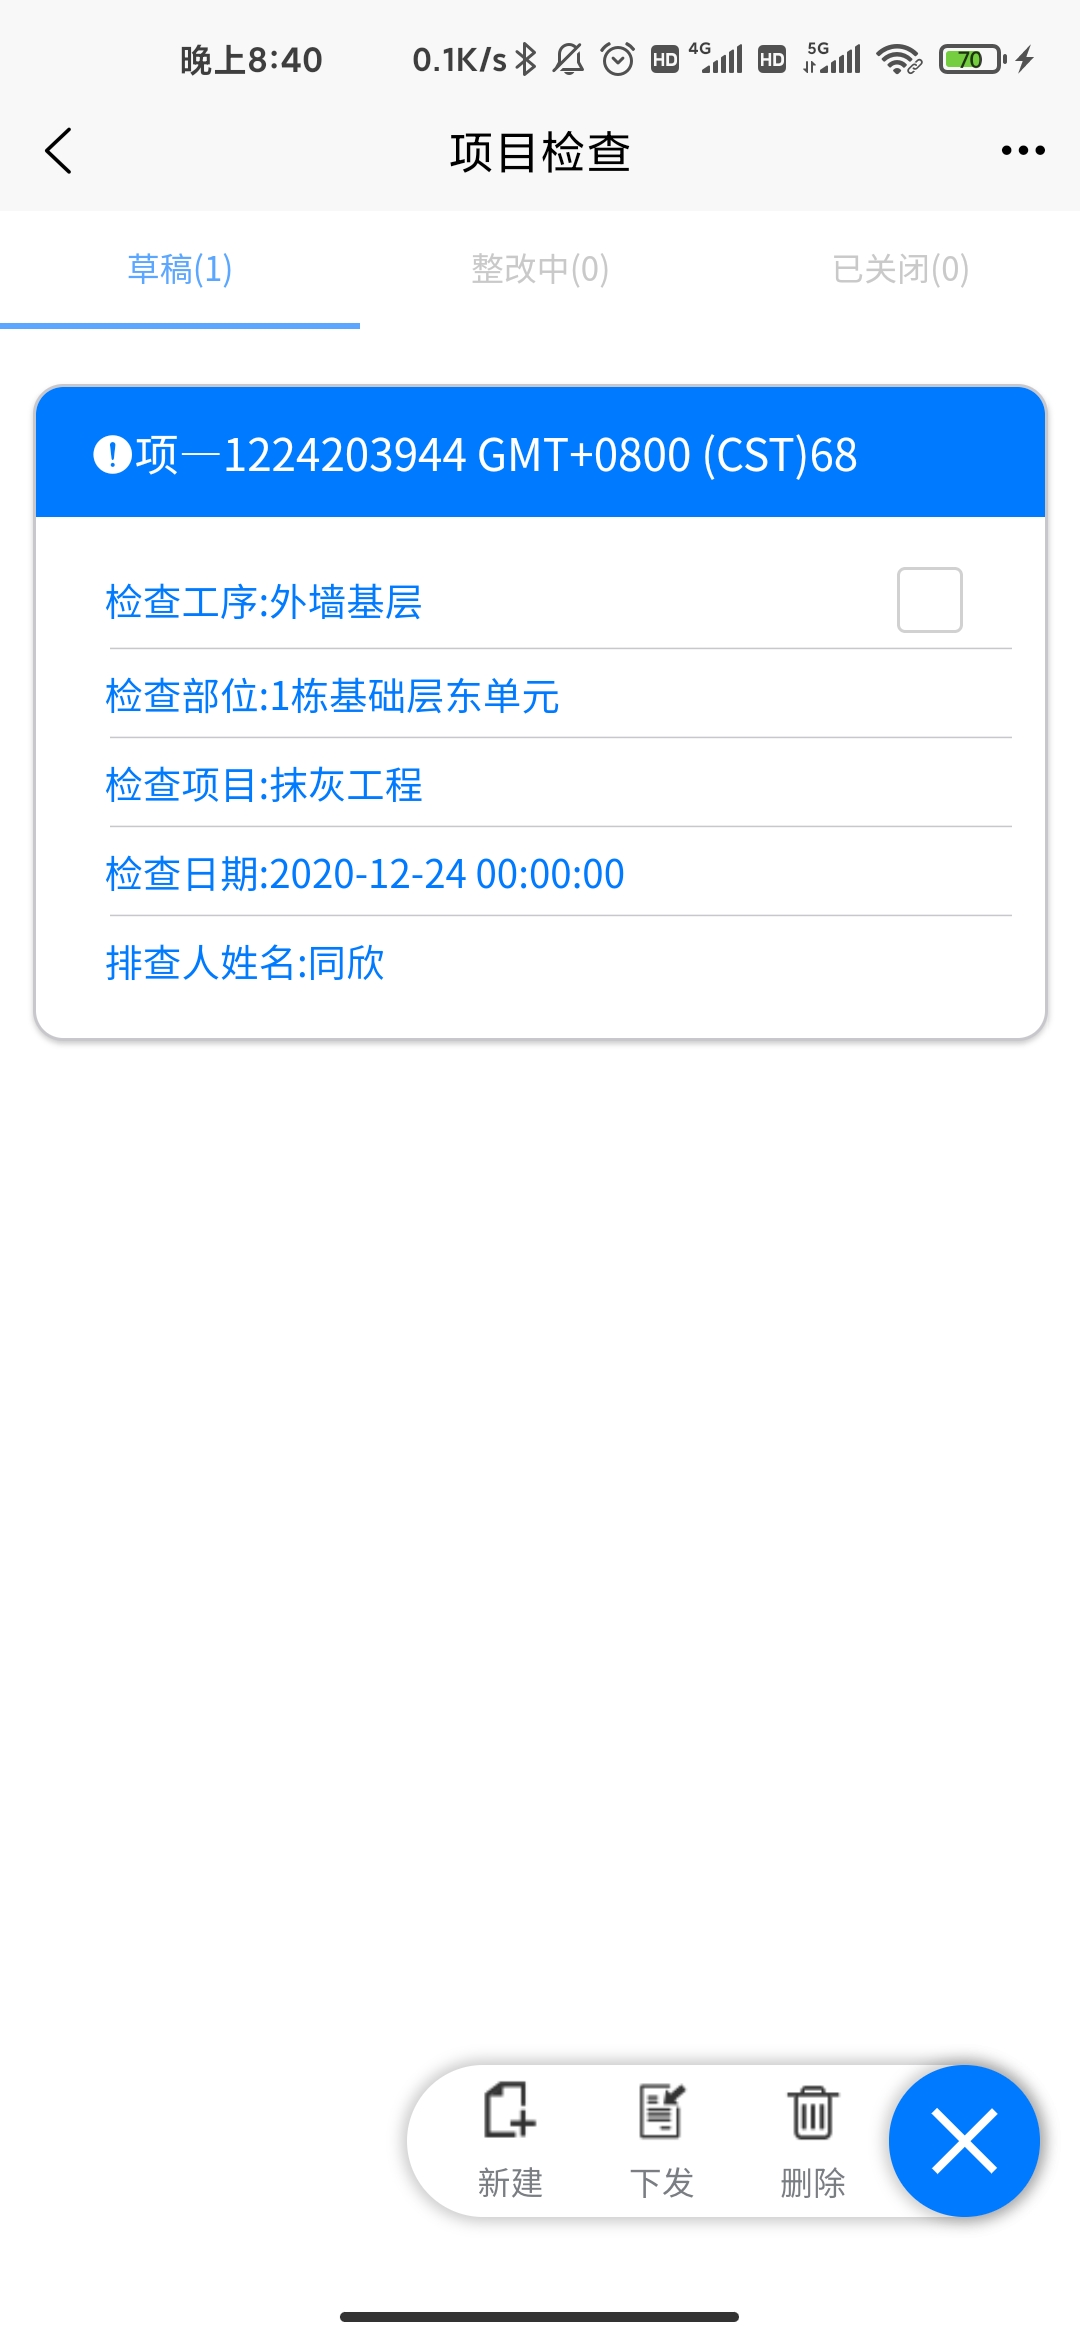 晚上8:40 0.1K/s HD 4G HD 5G 70
项目检查
草稿(1) 整改中(0) 已关闭(0)
项一1224203944 GMT+0800 (CST)68
检查工序:外墙基层
检查部位:1栋基础层东单元
检查项目:抹灰工程
检查日期:2020-12-24 00:00:00
排查人姓名:同欣
新建 下发 删除